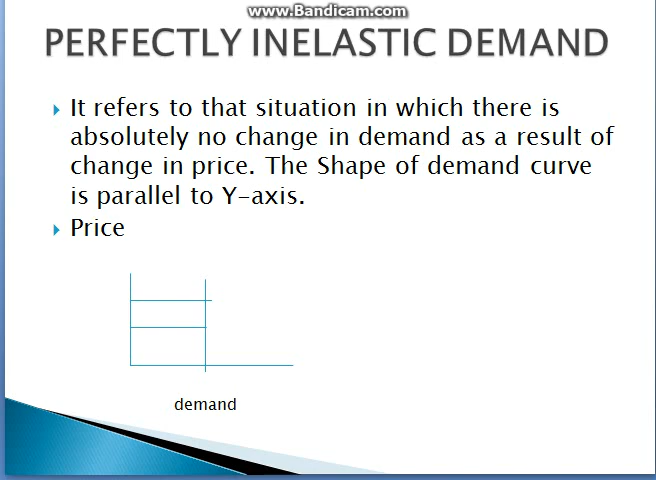 www.Bandicam.com
PERFECTLY INELASTIC DEMAND
It refers to that situation in which there is
absolutely no change in demand as a result of
change in price. The Shape of demand curve
is parallel to Y-axis.
Price
demand